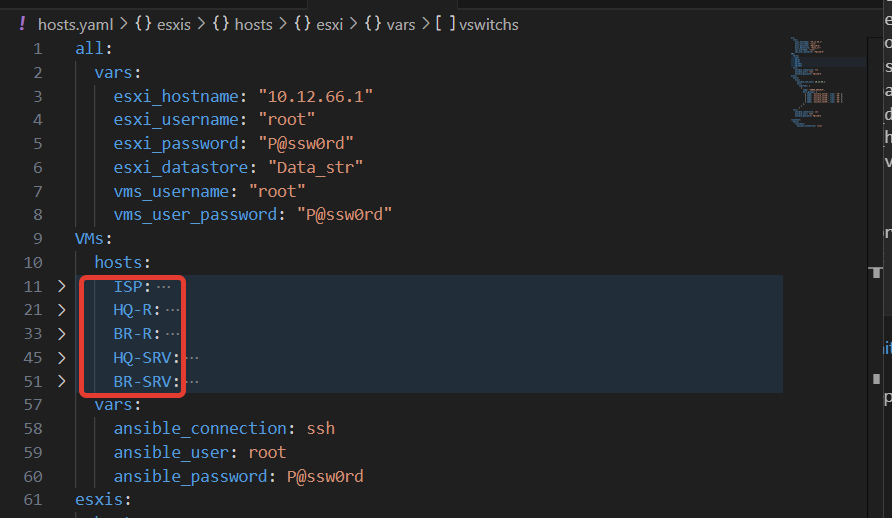 ! hosts.yaml > {} esxis > {} hosts > {} esxi > {} vars > [ ] vswitchs
1 all:
2 vars:
3 esxi_hostname: "10.12.66.1"
4 esxi_username: "root"
5 esxi_password: "P@ssw0rd"
6 esxi_datastore: "Data_str"
7 vms_username: "root"
8 vms_user_password: "P@ssw0rd"
9 VMs:
10 hosts:
11 > ISP: ···
21 > HQ-R: ···
33 > BR-R: ···
45 > HQ-SRV: ···
51 > BR-SRV: ···
57 vars:
58 ansible_connection: ssh
59 ansible_user: root
60 ansible_password: P@ssw0rd
61 esxis: